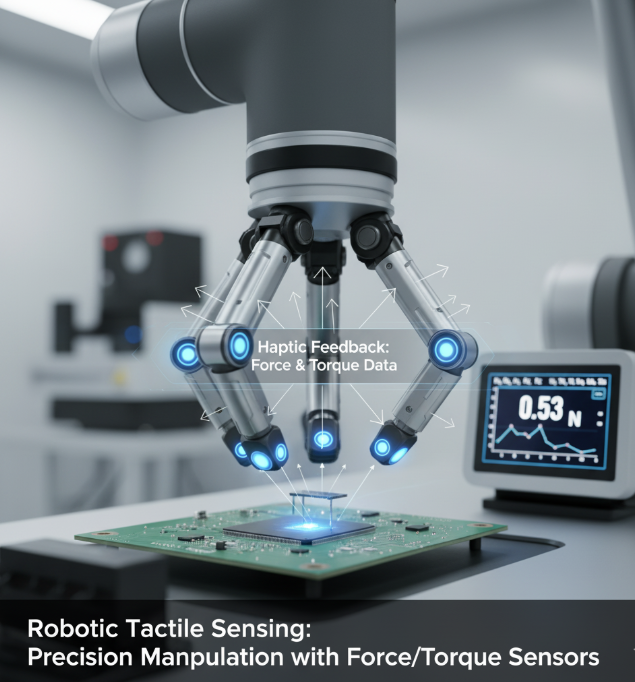 Haptic Feedback:
Force & Torque Data
0.53 N
Robotic Tactile Sensing:
Precision Manpulation with Force/Torque Sensors